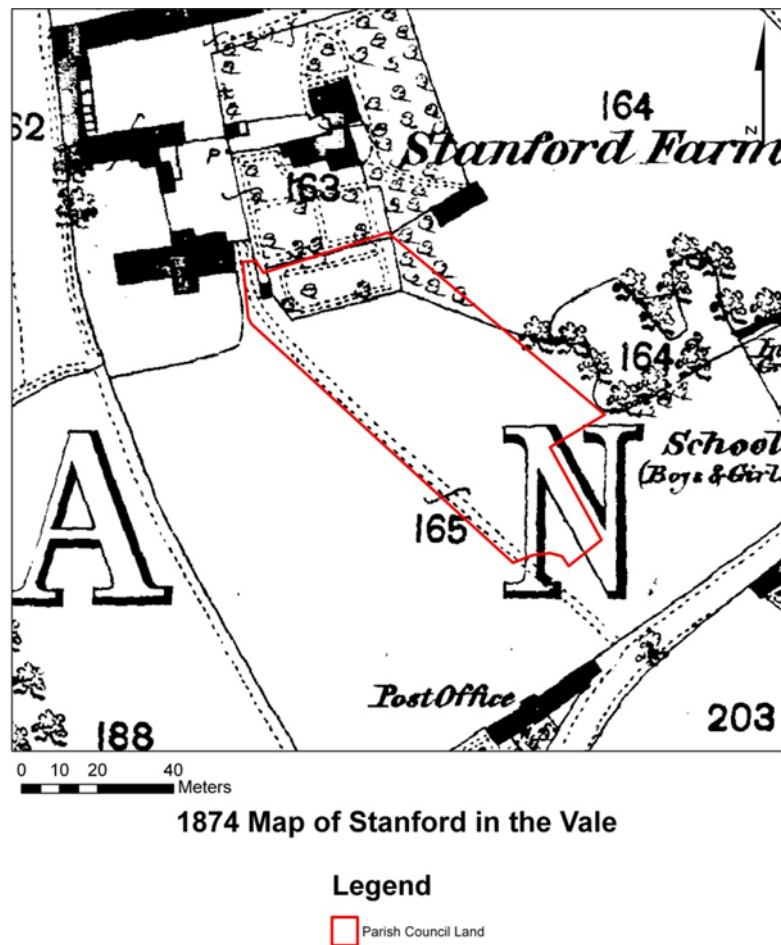 62
164
Stanford Farm
163
164
School
(Boys & Girls
165
A
N
Post Office
203
188
0 10 20 40
Meters
1874 Map of Stanford in the Vale
Legend
Parish Council Land